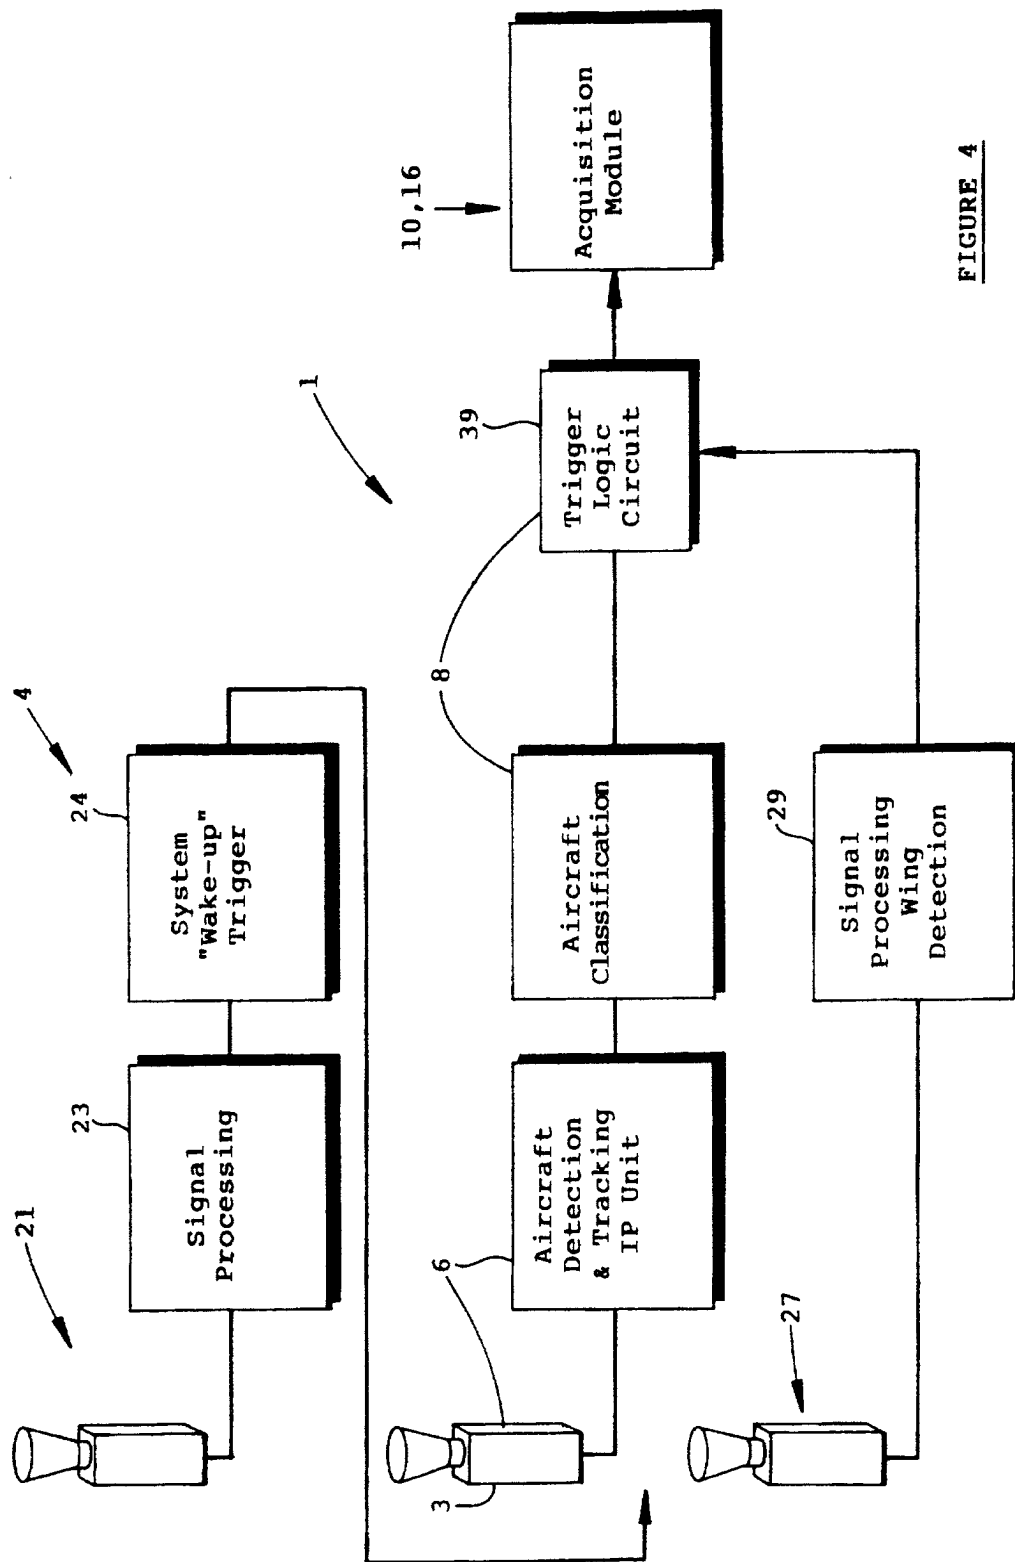 21
23
Signal
Processing
24
4
System
"Wake-up"
Trigger
3
6
Aircraft
Detection
& Tracking
IP Unit
8
Aircraft
Classification
1
39
Trigger
Logic
Circuit
10,16
Acquisition
Module
27
29
Signal
Processing
Wing
Detection
FIGURE 4